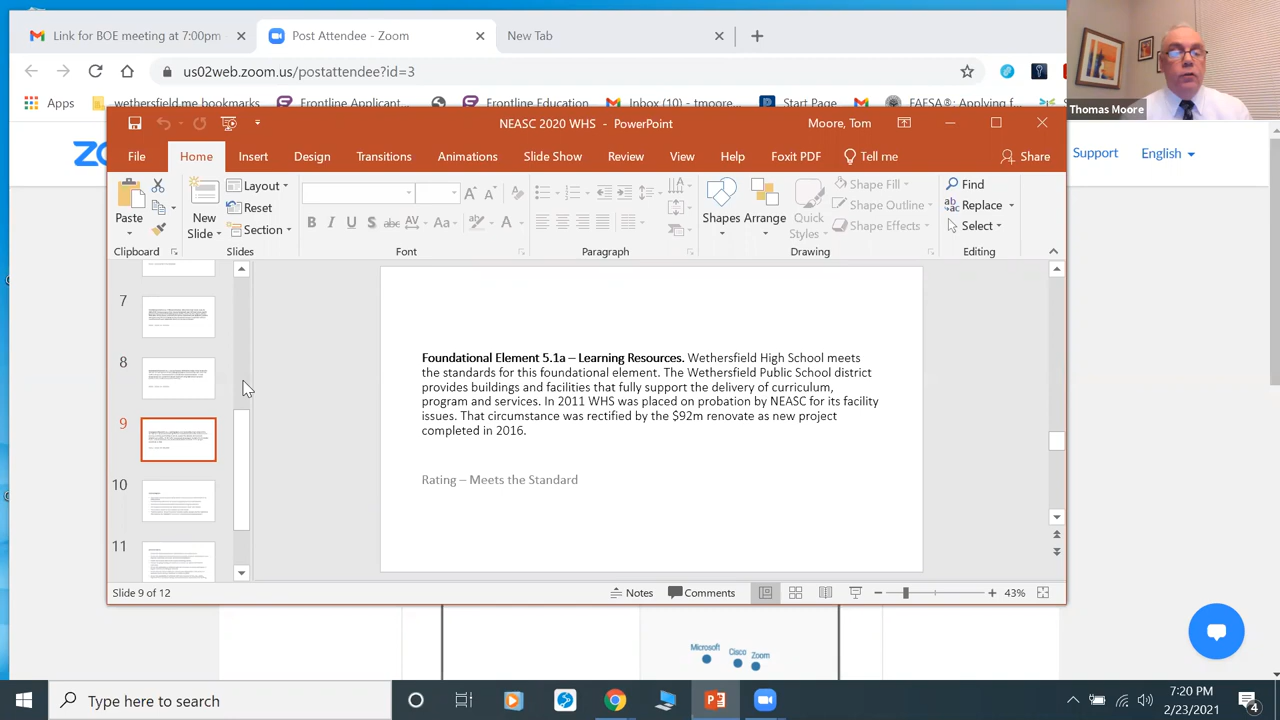 Link for BOE meeting at 7:00pm
Post Attendee - Zoom
New Tab
us02web.zoom.us/postattendee?id=3
Apps
wethersfield.me bookmarks
Frontline Applicant...
Frontline Education
Inbox (10) - tmoore...
Start Page
FAFSA®: Applying f...
Thomas Moore
Support
English
NEASC 2020 WHS - PowerPoint
Moore, Tom
File
Home
Insert
Design
Transitions
Animations
Slide Show
Review
View
Help
Foxit PDF
Tell me
Share
Paste
New
Slide
Layout
Reset
Section
B I U S abc AV Aa A
Shapes
Arrange
Quick
Styles
Shape Fill
Shape Outline
Shape Effects
Find
Replace
Select
Clipboard
Slides
Font
Paragraph
Drawing
Editing
7
8
9
10
11
Foundational Element 5.1a – Learning Resources. Wethersfield High School meets
the standards for this foundational element. The Wethersfield Public School district
provides buildings and facilities that fully support the delivery of curriculum,
program and services. In 2011 WHS was placed on probation by NEASC for its facility
issues. That circumstance was rectified by the $92m renovate as new project
completed in 2016.
Rating – Meets the Standard
Slide 9 of 12
Notes
Comments
43%
Microsoft
Cisco
Zoom
Type here to search
7:20 PM
2/23/2021
4